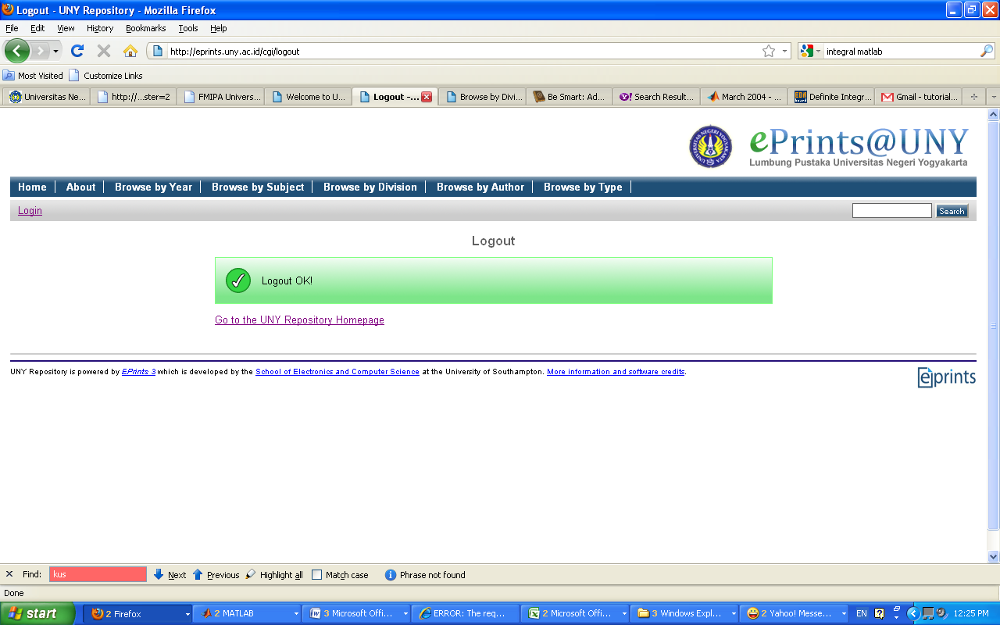 Logout - UNY Repository - Mozilla Firefox
File Edit View History Bookmarks Tools Help
http://eprints.uny.ac.id/cgi/logout integral matlab
Most Visited Customize Links
Universitas Ne... http://...ster=2 FMIPA Univers... Welcome to U... Logout -... Browse by Divi... Be Smart: Ad... Search Result... March 2004 - ... Definite Integr... Gmail - tutorial...
ePrints@UNY
Lumbung Pustaka Universitas Negeri Yogyakarta
Home About Browse by Year Browse by Subject Browse by Division Browse by Author Browse by Type
Login Search
Logout
Logout OK!
Go to the UNY Repository Homepage
UNY Repository is powered by EPrints 3 which is developed by the School of Electronics and Computer Science at the University of Southampton. More information and software credits.
eprints
Find: kus Next Previous Highlight all Match case Phrase not found
Done
start 2 Firefox 2 MATLAB 3 Microsoft Offi... ERROR: The req... 2 Microsoft Offi... 3 Windows Expl... 2 Yahoo! Messe... EN 12:25 PM